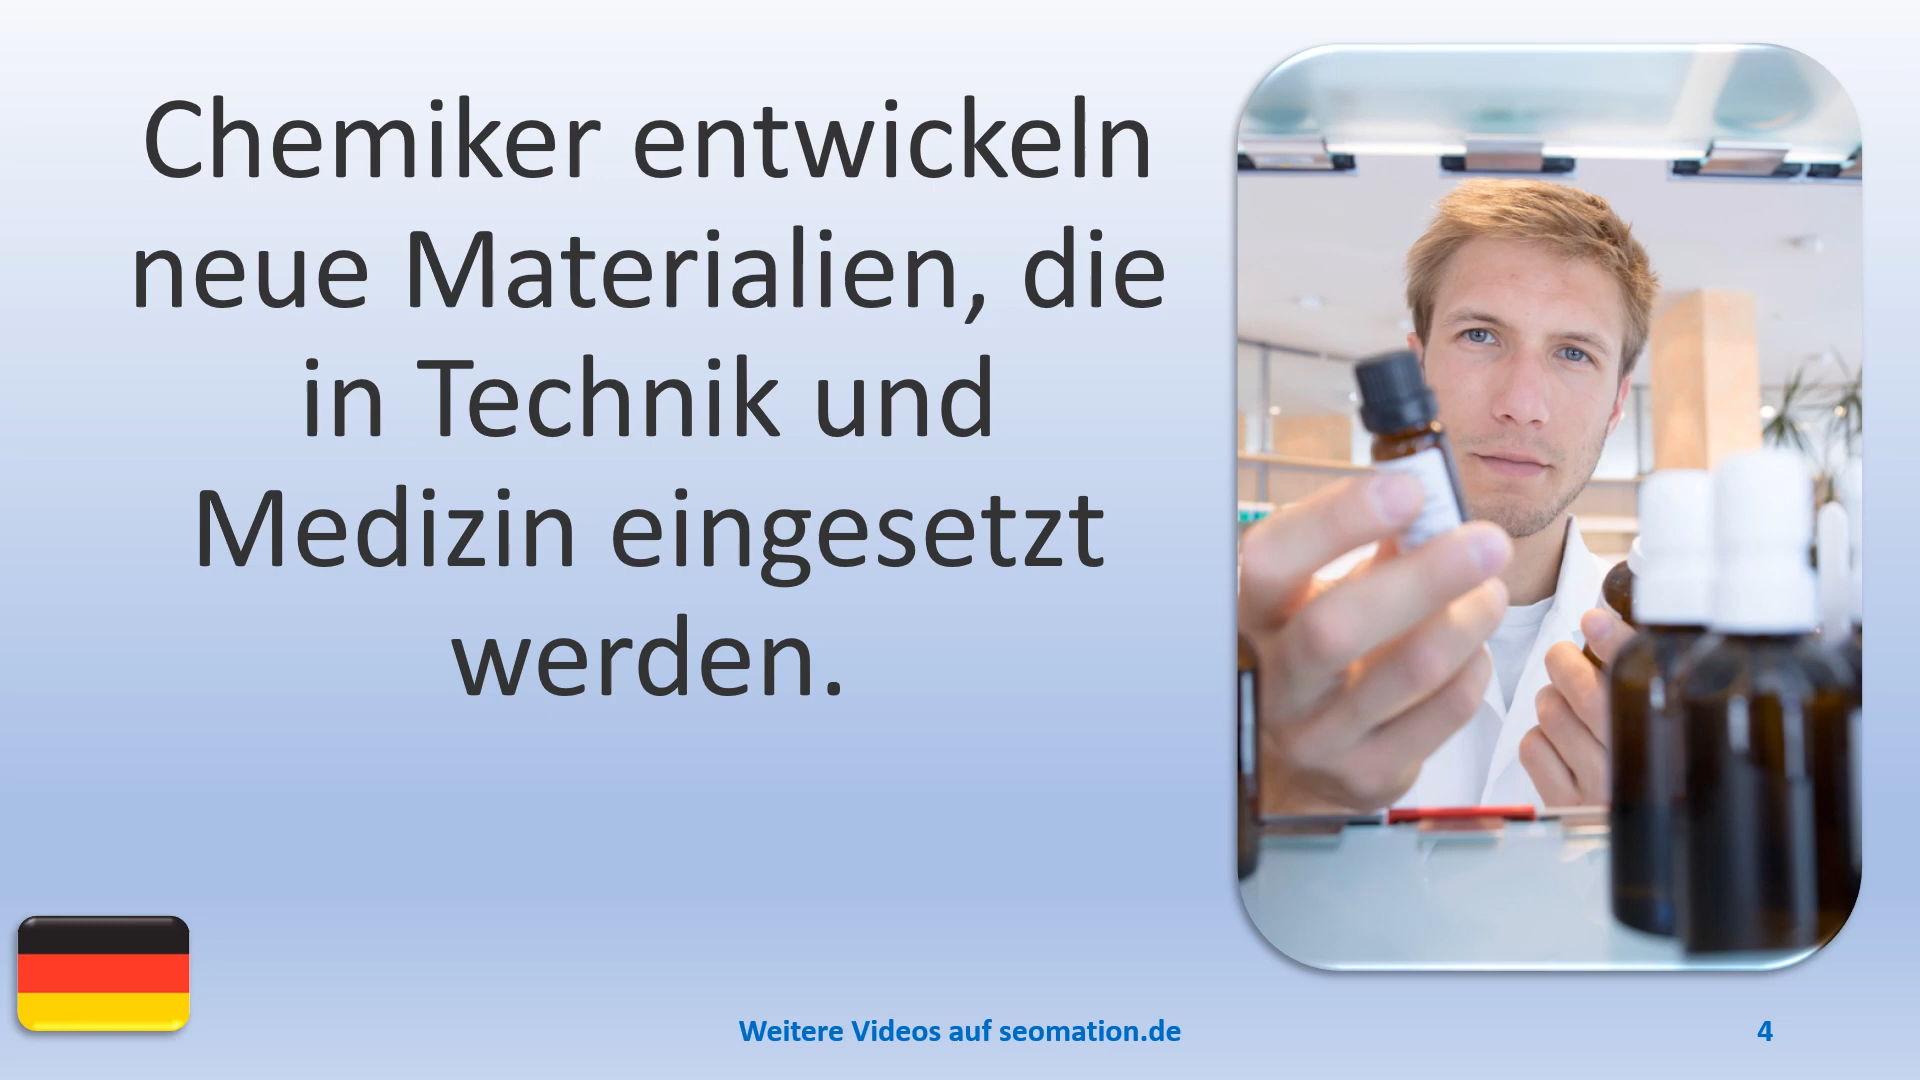 Chemiker entwickeln
neue Materialien, die
in Technik und
Medizin eingesetzt
werden.
Weitere Videos auf seomation.de
4